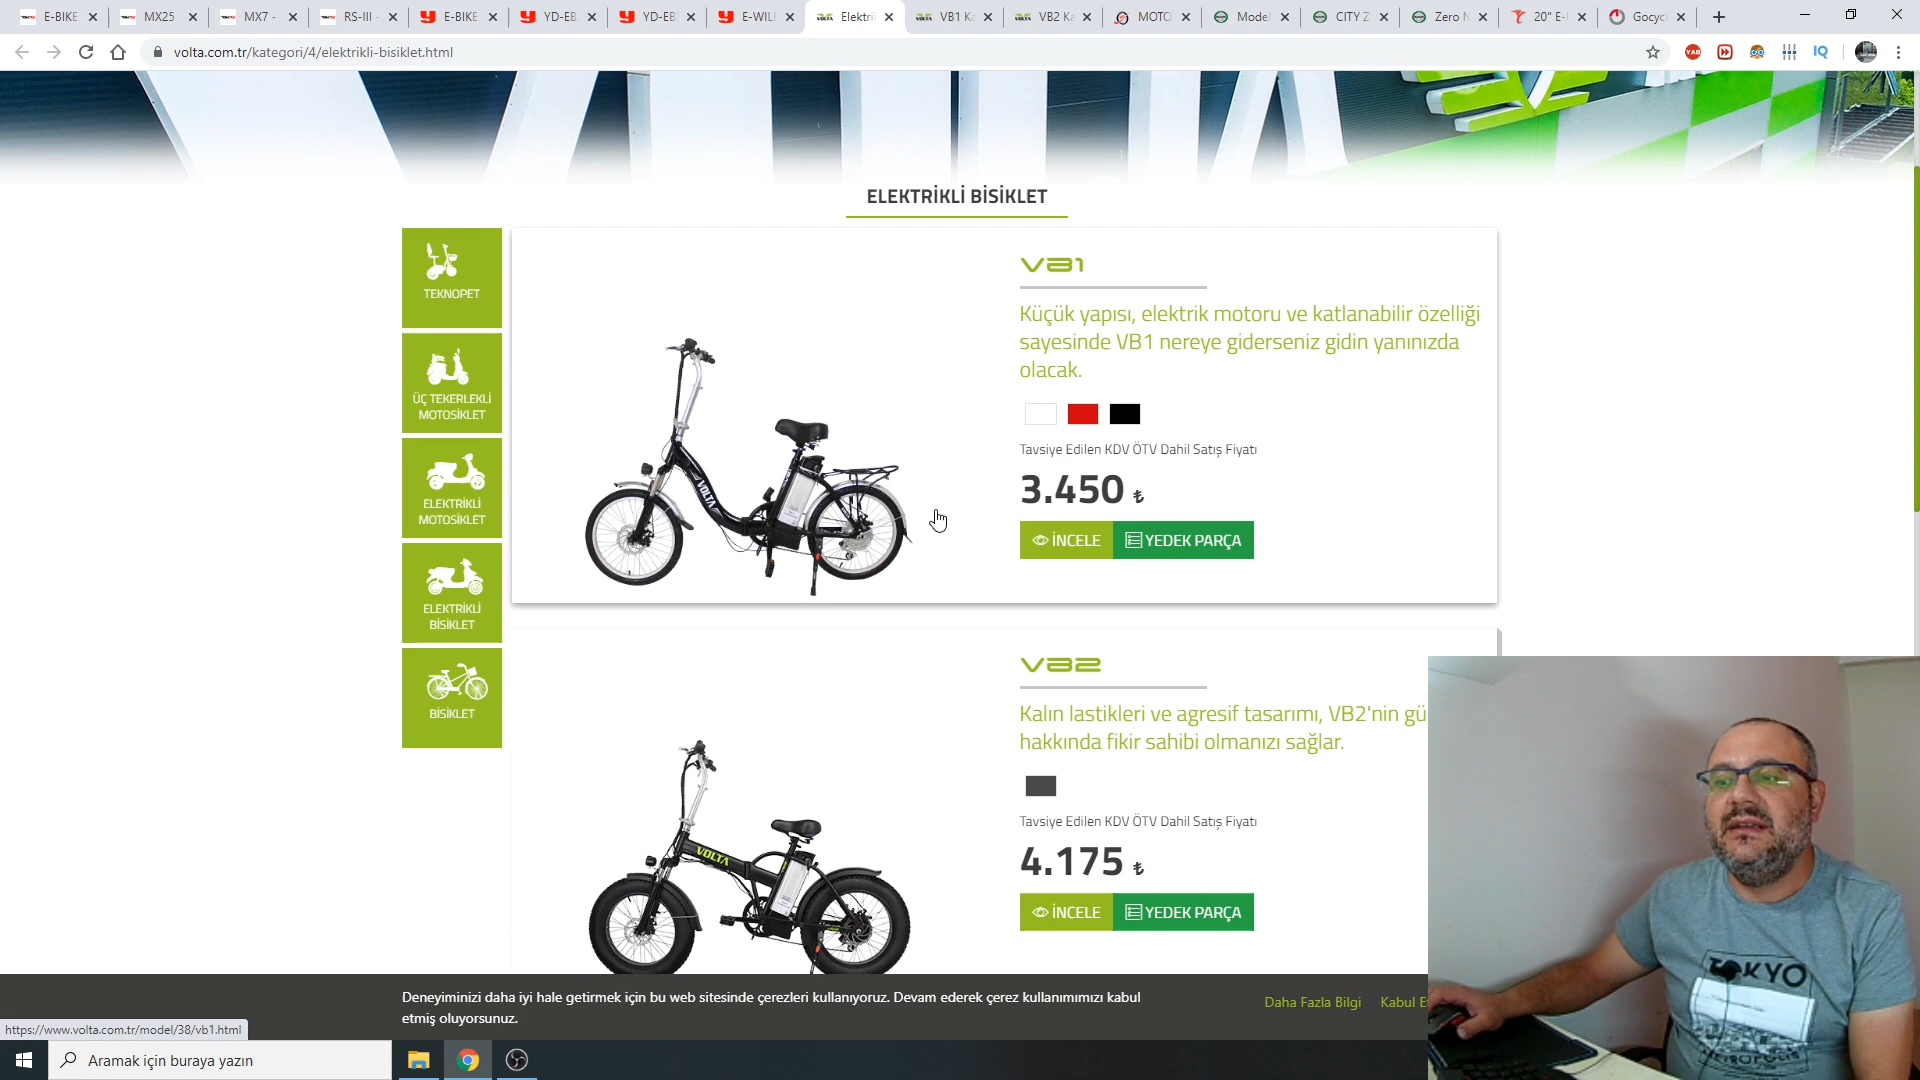 E-BIKE
MX25
MX7 -
RS-III -
E-BIKE
YD-EB
YD-EB
E-WIL
Elektri
VB1 Ka
VB2 Ka
MOTO
Model
CITY Z
Zero N
20" E-
Gocyc
volta.com.tr/kategori/4/elektrikli-bisiklet.html
YAB
IQ
ELEKTRİKLİ BİSİKLET
TEKNOPET
ÜÇ TEKERLEKLİ
MOTOSİKLET
ELEKTRİKLİ
MOTOSİKLET
ELEKTRİKLİ
BİSİKLET
BİSİKLET
VB1
Küçük yapısı, elektrik motoru ve katlanabilir özelliği
sayesinde VB1 nereye giderseniz gidin yanınızda
olacak.
Tavsiye Edilen KDV ÖTV Dahil Satış Fiyatı
3.450 ₺
İNCELE
YEDEK PARÇA
VOLTA
VB2
Kalın lastikleri ve agresif tasarımı, VB2'nin gü
hakkında fikir sahibi olmanızı sağlar.
Tavsiye Edilen KDV ÖTV Dahil Satış Fiyatı
4.175 ₺
İNCELE
YEDEK PARÇA
VOLTA
Deneyiminizi daha iyi hale getirmek için bu web sitesinde çerezleri kullanıyoruz. Devam ederek çerez kullanımımızı kabul
etmiş oluyorsunuz.
Daha Fazla Bilgi
Kabul E
https://www.volta.com.tr/model/38/vb1.html
Aramak için buraya yazın
TOKYO
METROPOLIS